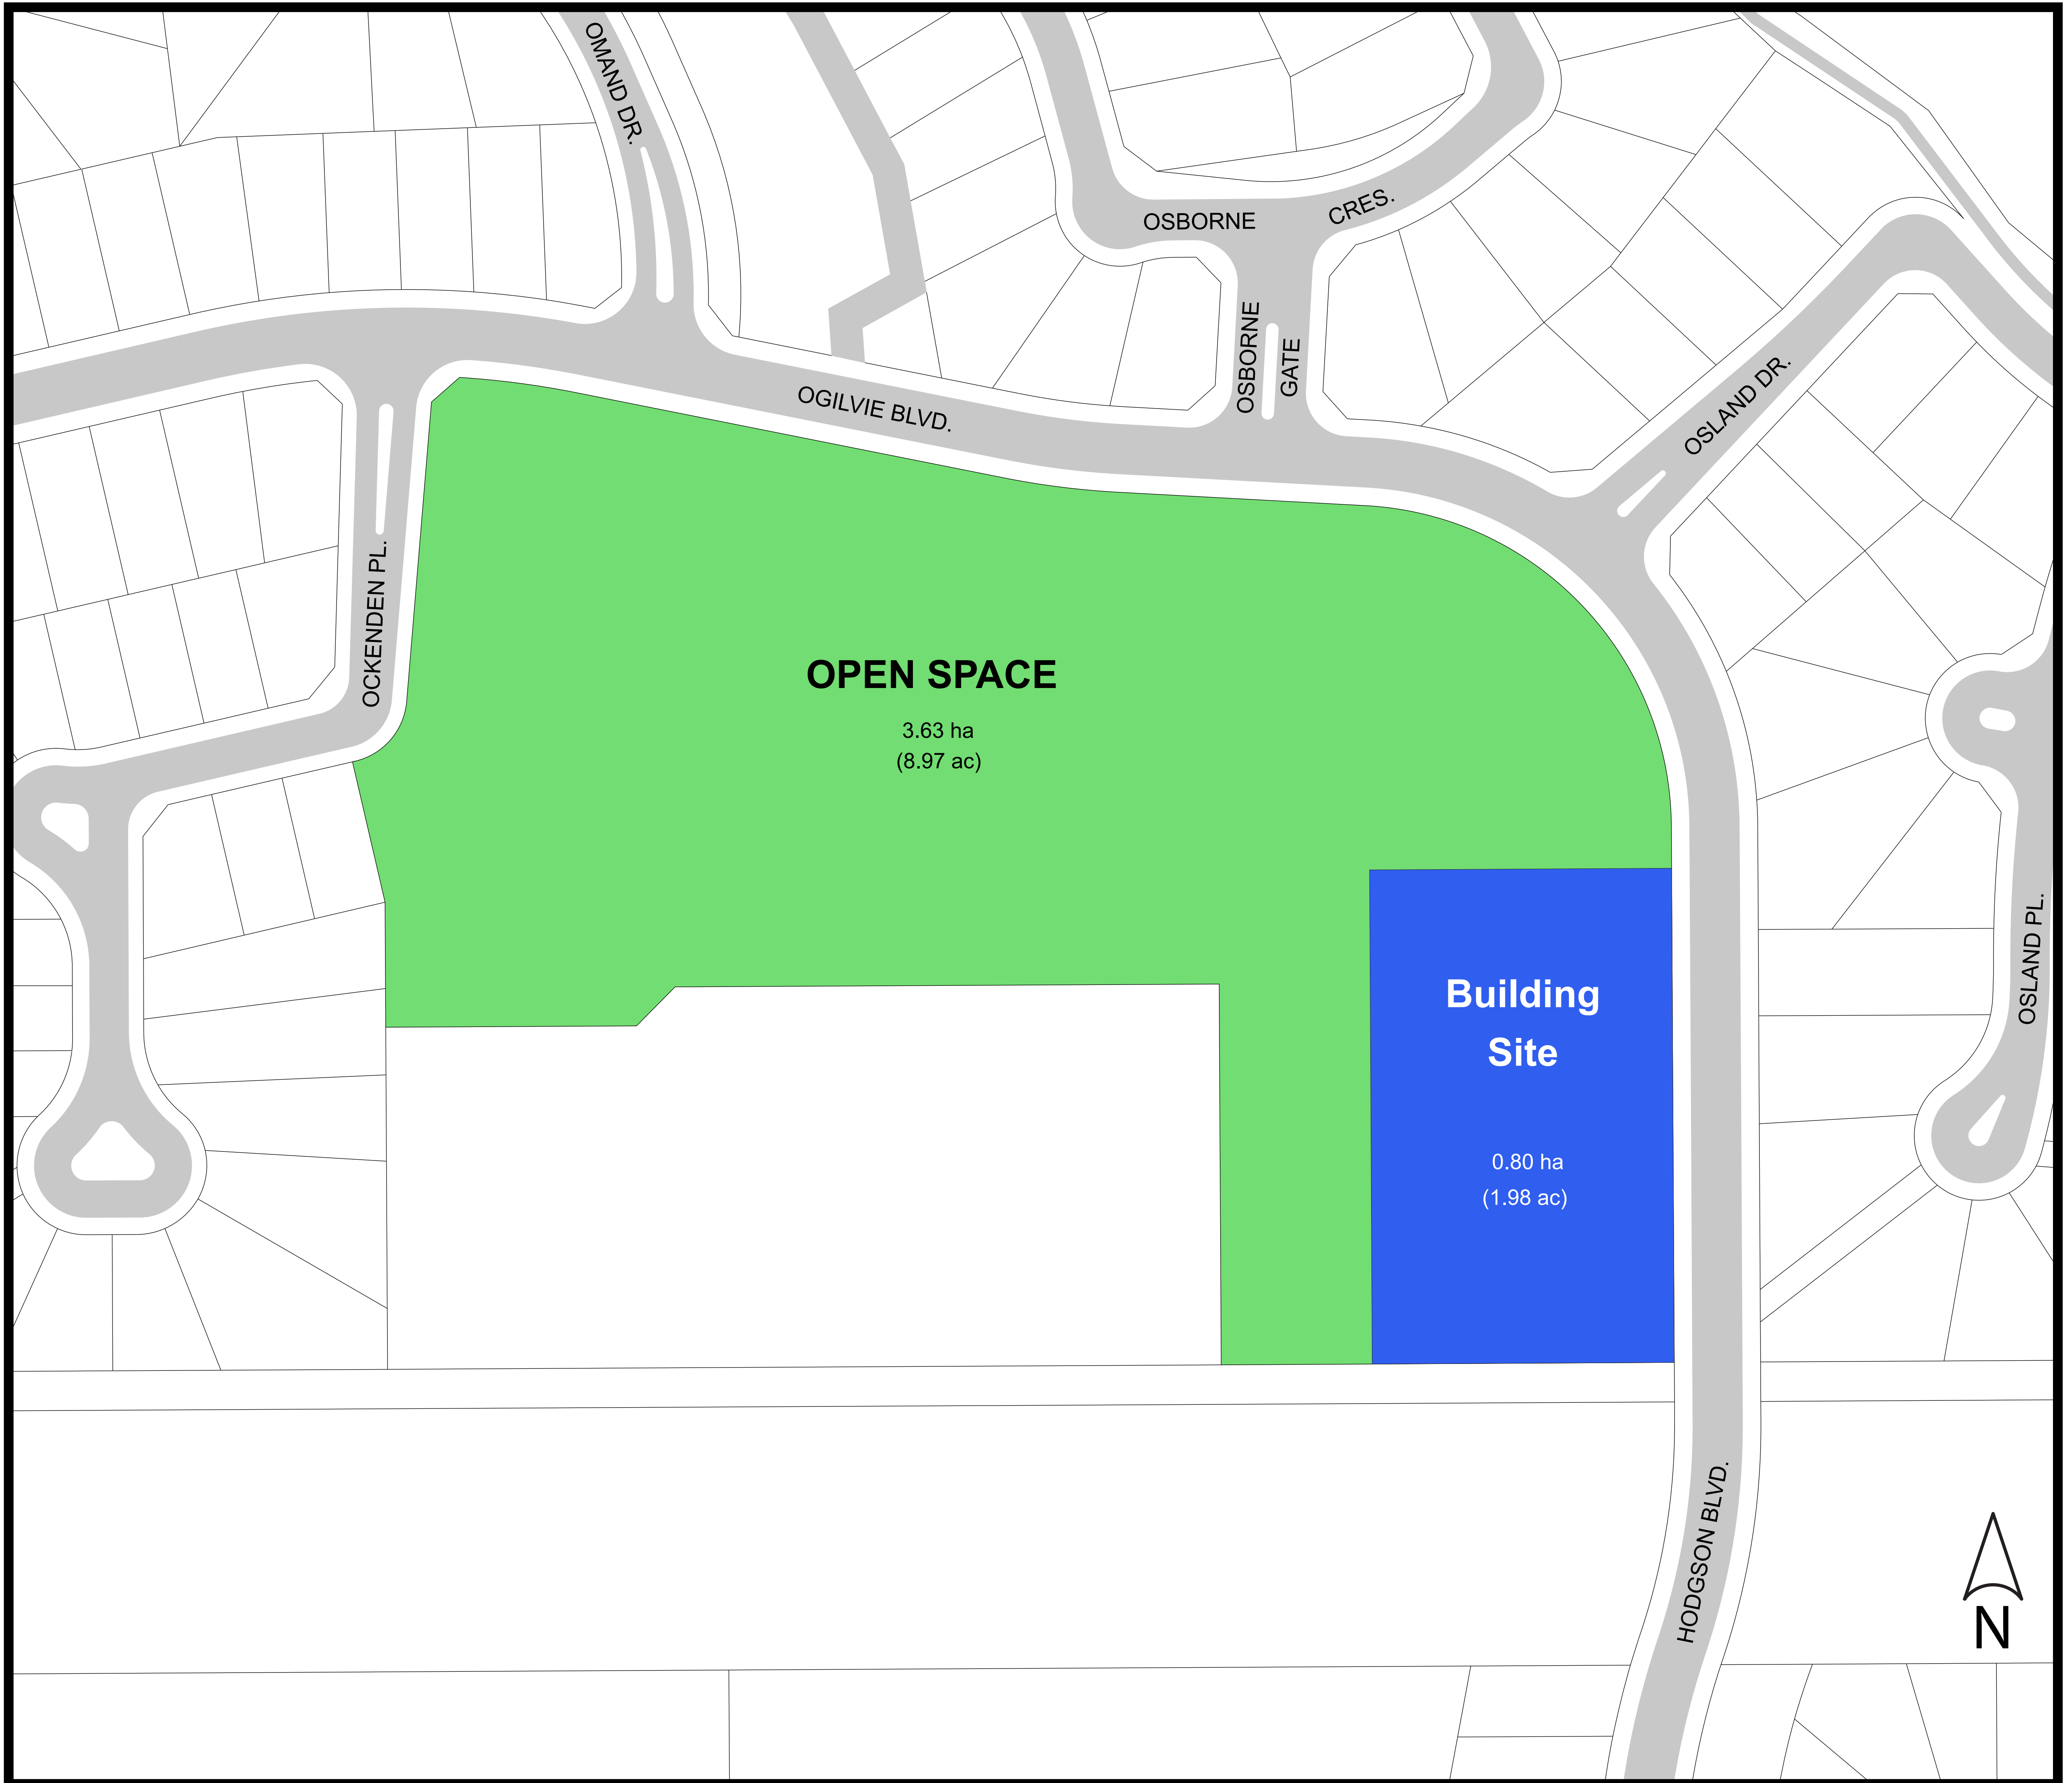 OMAND DR.
OSBORNE
CRES.
OSBORNE
GATE
OGILVIE BLVD.
OSLAND DR.
OCKENDEN PL.
OPEN SPACE
3.63 ha
(8.97 ac)
OSLAND PL.
Building
Site
0.80 ha
(1.98 ac)
HODGSON BLVD.
N